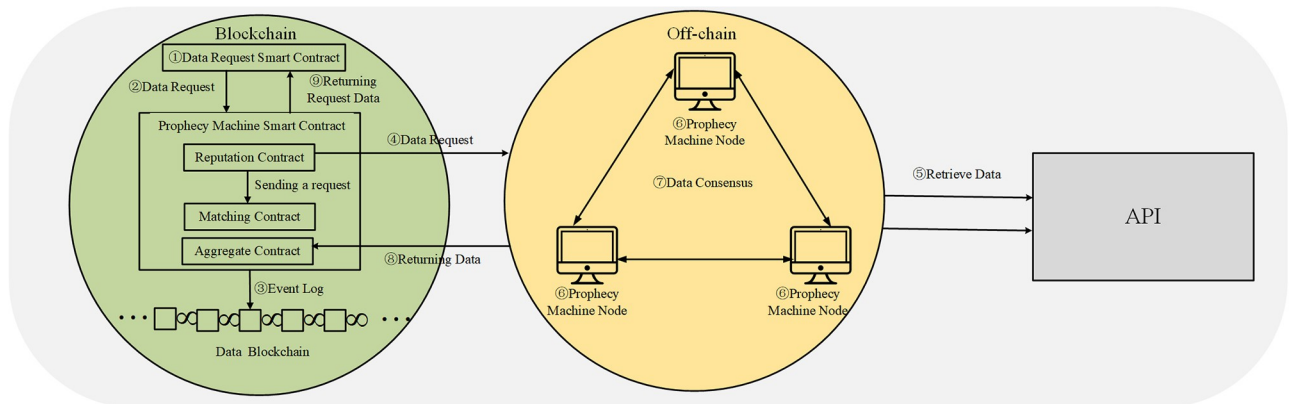 Blockchain
①Data Request Smart Contract
②Data Request
⑨Returning
Request Data
Prophecy Machine Smart Contract
Reputation Contract
Sending a request
Matching Contract
Aggregate Contract
③Event Log
Data Blockchain
④Data Request
⑧Returning Data
Off-chain
⑥Prophecy
Machine Node
⑦Data Consensus
⑥Prophecy
Machine Node
⑥Prophecy
Machine Node
⑤Retrieve Data
API